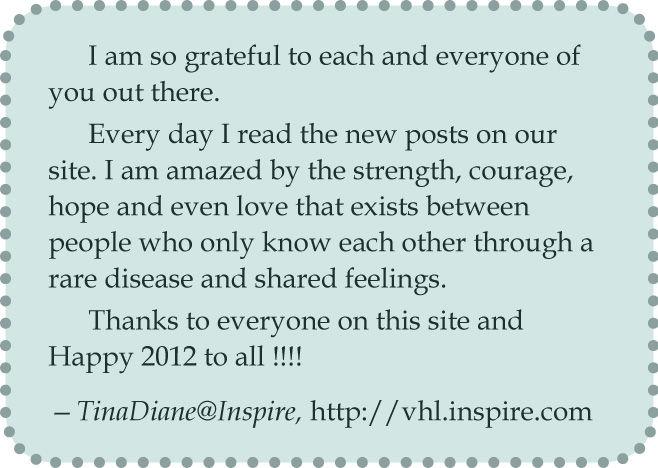 I am so grateful to each and everyone of
you out there.
Every day I read the new posts on our
site. I am amazed by the strength, courage,
hope and even love that exists between
people who only know each other through a
rare disease and shared feelings.
Thanks to everyone on this site and
Happy 2012 to all !!!!
– TinaDiane@Inspire, http://vhl.inspire.com